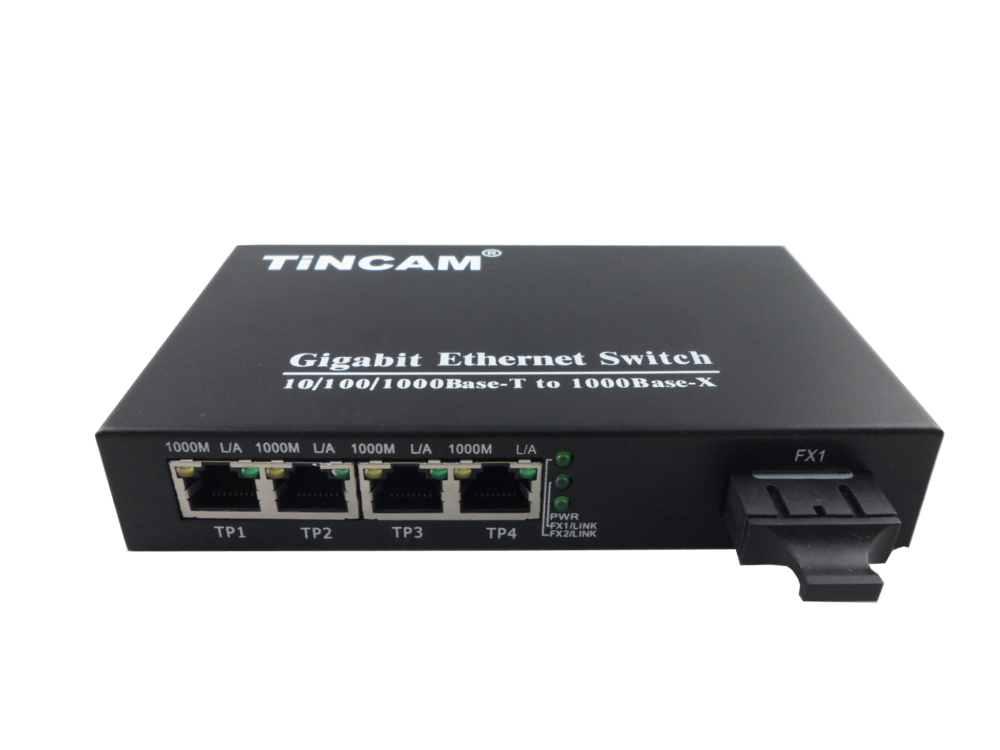 TiNCAM®
Gigabit Ethernet Switch
10/100/1000Base-T to 1000Base-X
1000M L/A 1000M L/A 1000M L/A 1000M L/A
FX1
TP1 TP2 TP3 TP4
PWR
FX1/LINK
FX2/LINK